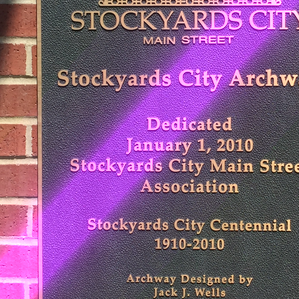 STOCKYARDS CITY
MAIN STREET
Stockyards City Archw
Dedicated
January 1, 2010
Stockyards City Main Stree
Association
Stockyards City Centennial
1910-2010
Archway Designed by
Jack J. Wells